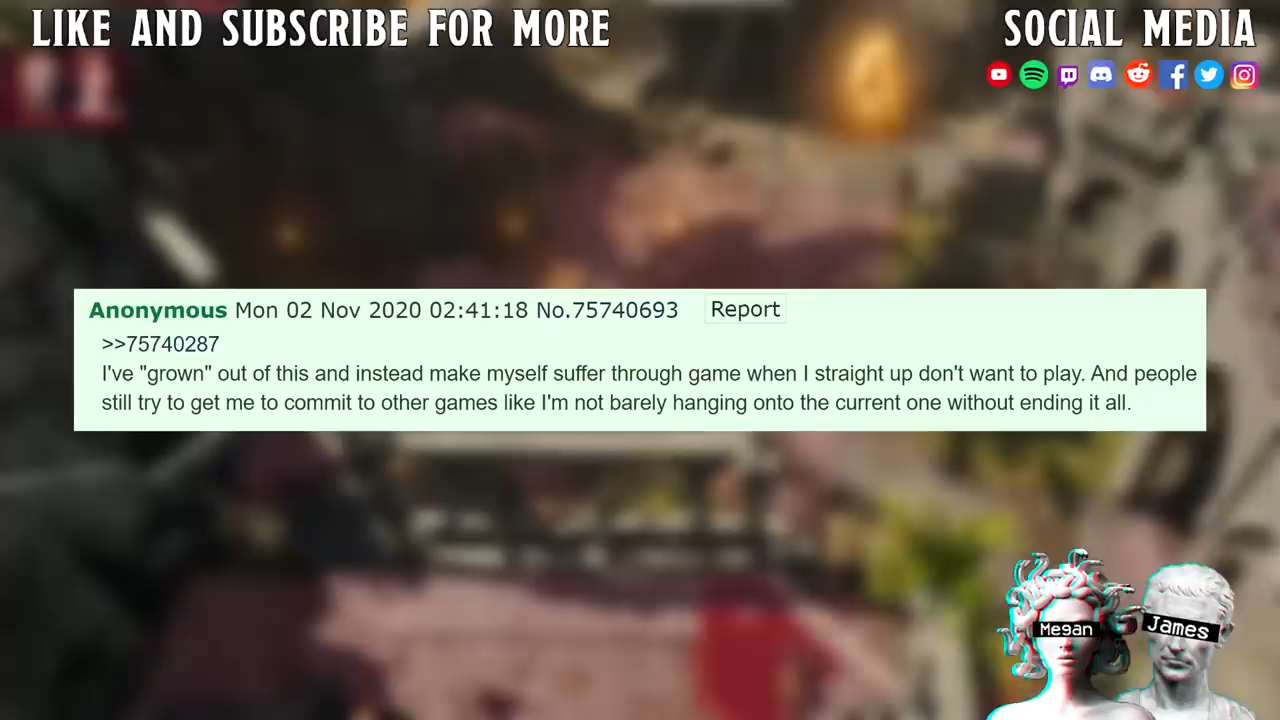 LIKE AND SUBSCRIBE FOR MORE
SOCIAL MEDIA
Anonymous Mon 02 Nov 2020 02:41:18 No.75740693 Report
>>75740287
I've "grown" out of this and instead make myself suffer through game when I straight up don't want to play. And people
still try to get me to commit to other games like I'm not barely hanging onto the current one without ending it all.
Megan
James